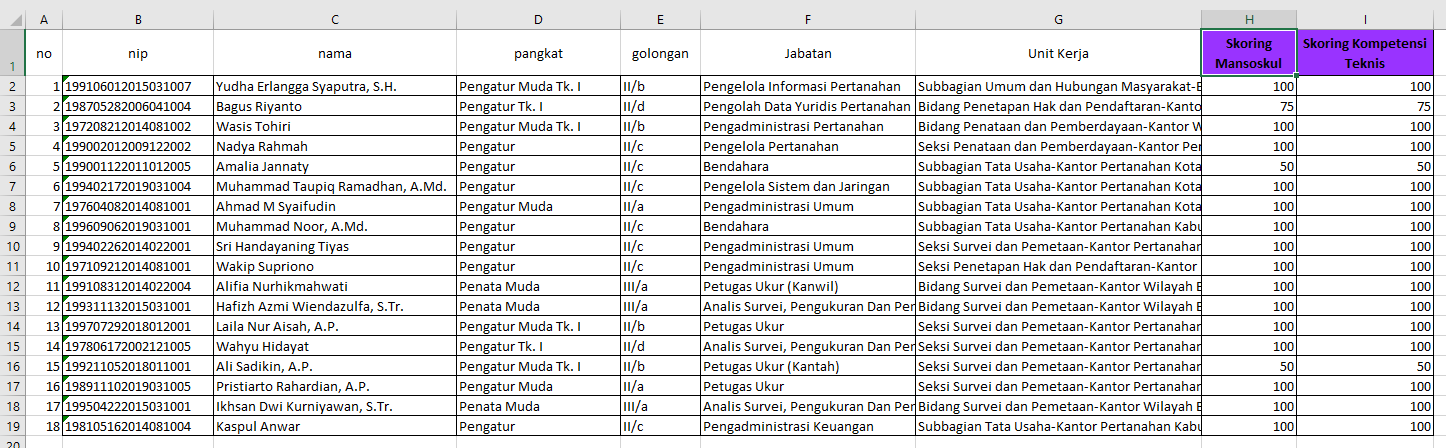 A B C D E F G H I
1 no nip nama pangkat golongan Jabatan Unit Kerja Skoring Mansoskul Skoring Kompetensi Teknis
2 1 199106012015031007 Yudha Erlangga Syaputra, S.H. Pengatur Muda Tk. I II/b Pengelola Informasi Pertanahan Subbagian Umum dan Hubungan Masyarakat-B 100 100
3 2 198705282006041004 Bagus Riyanto Pengatur Tk. I II/d Pengolah Data Yuridis Pertanahan Bidang Penetapan Hak dan Pendaftaran-Kanto 75 75
4 3 197208212014081002 Wasis Tohiri Pengatur Muda Tk. I II/b Pengadministrasi Pertanahan Bidang Penataan dan Pemberdayaan-Kantor W 100 100
5 4 199002012009122002 Nadya Rahmah Pengatur II/c Pengelola Pertanahan Seksi Penataan dan Pemberdayaan-Kantor Per 100 100
6 5 199001122011012005 Amalia Jannaty Pengatur II/c Bendahara Subbagian Tata Usaha-Kantor Pertanahan Kota 50 50
7 6 199402172019031004 Muhammad Taupiq Ramadhan, A.Md. Pengatur II/c Pengelola Sistem dan Jaringan Subbagian Tata Usaha-Kantor Pertanahan Kota 100 100
8 7 197604082014081001 Ahmad M Syaifudin Pengatur Muda II/a Pengadministrasi Umum Subbagian Tata Usaha-Kantor Pertanahan Kota 100 100
9 8 199609062019031001 Muhammad Noor, A.Md. Pengatur II/c Bendahara Subbagian Tata Usaha-Kantor Pertanahan Kabu 100 100
10 9 199402262014022001 Sri Handayaning Tiyas Pengatur II/c Pengadministrasi Umum Seksi Survei dan Pemetaan-Kantor Pertanahan 100 100
11 10 197109212014081001 Wakip Supriono Pengatur II/c Pengadministrasi Umum Seksi Penetapan Hak dan Pendaftaran-Kantor 100 100
12 11 199108312014022004 Alifia Nurhikmahwati Penata Muda III/a Petugas Ukur (Kanwil) Bidang Survei dan Pemetaan-Kantor Wilayah B 100 100
13 12 199311132015031001 Hafizh Azmi Wiendazulfa, S.Tr. Penata Muda III/a Analis Survei, Pengukuran Dan Per Bidang Survei dan Pemetaan-Kantor Wilayah B 100 100
14 13 199707292018012001 Laila Nur Aisah, A.P. Pengatur Muda Tk. I II/b Petugas Ukur Seksi Survei dan Pemetaan-Kantor Pertanahan 100 100
15 14 197806172002121005 Wahyu Hidayat Pengatur Tk. I II/d Analis Survei, Pengukuran Dan Per Seksi Survei dan Pemetaan-Kantor Pertanahan 100 100
16 15 199211052018011001 Ali Sadikin, A.P. Pengatur Muda Tk. I II/b Petugas Ukur (Kantah) Seksi Survei dan Pemetaan-Kantor Pertanahan 50 50
17 16 198911102019031005 Pristiarto Rahardian, A.P. Pengatur Muda II/a Petugas Ukur Seksi Survei dan Pemetaan-Kantor Pertanahan 100 100
18 17 199504222015031001 Ikhsan Dwi Kurniyawan, S.Tr. Penata Muda III/a Analis Survei, Pengukuran Dan Per Bidang Survei dan Pemetaan-Kantor Wilayah B 100 100
19 18 198105162014081004 Kaspul Anwar Pengatur II/c Pengadministrasi Keuangan Subbagian Tata Usaha-Kantor Pertanahan Kabu 100 100
20